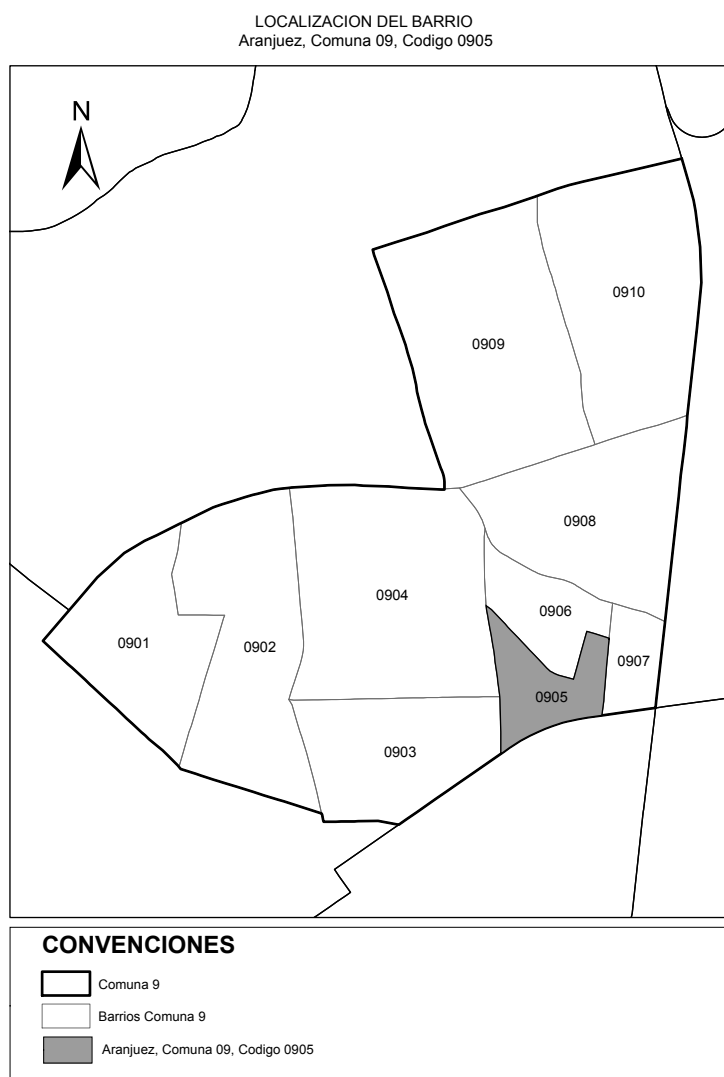 LOCALIZACION DEL BARRIO
Aranjuez, Comuna 09, Codigo 0905
N
0910
0909
0908
0904
0906
0901
0902
0907
0905
0903
CONVENCIONES
Comuna 9
Barrios Comuna 9
Aranjuez, Comuna 09, Codigo 0905